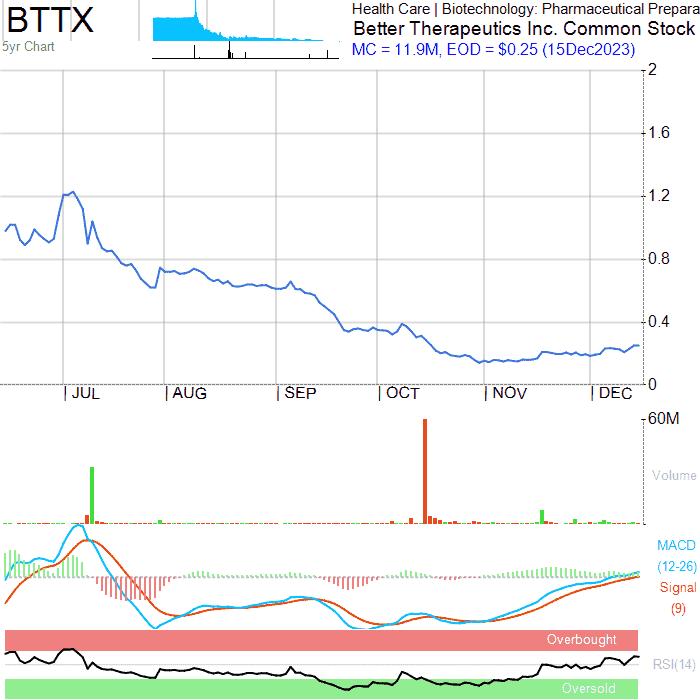 BTTX
5yr Chart
Health Care | Biotechnology: Pharmaceutical Prepara
Better Therapeutics Inc. Common Stock
MC = 11.9M, EOD = $0.25 (15Dec2023)
2
1.6
1.2
0.8
0.4
0
JUL AUG SEP OCT NOV DEC
60M
Volume
MACD
(12-26)
Signal
(9)
Overbought
RSI(14)
Oversold